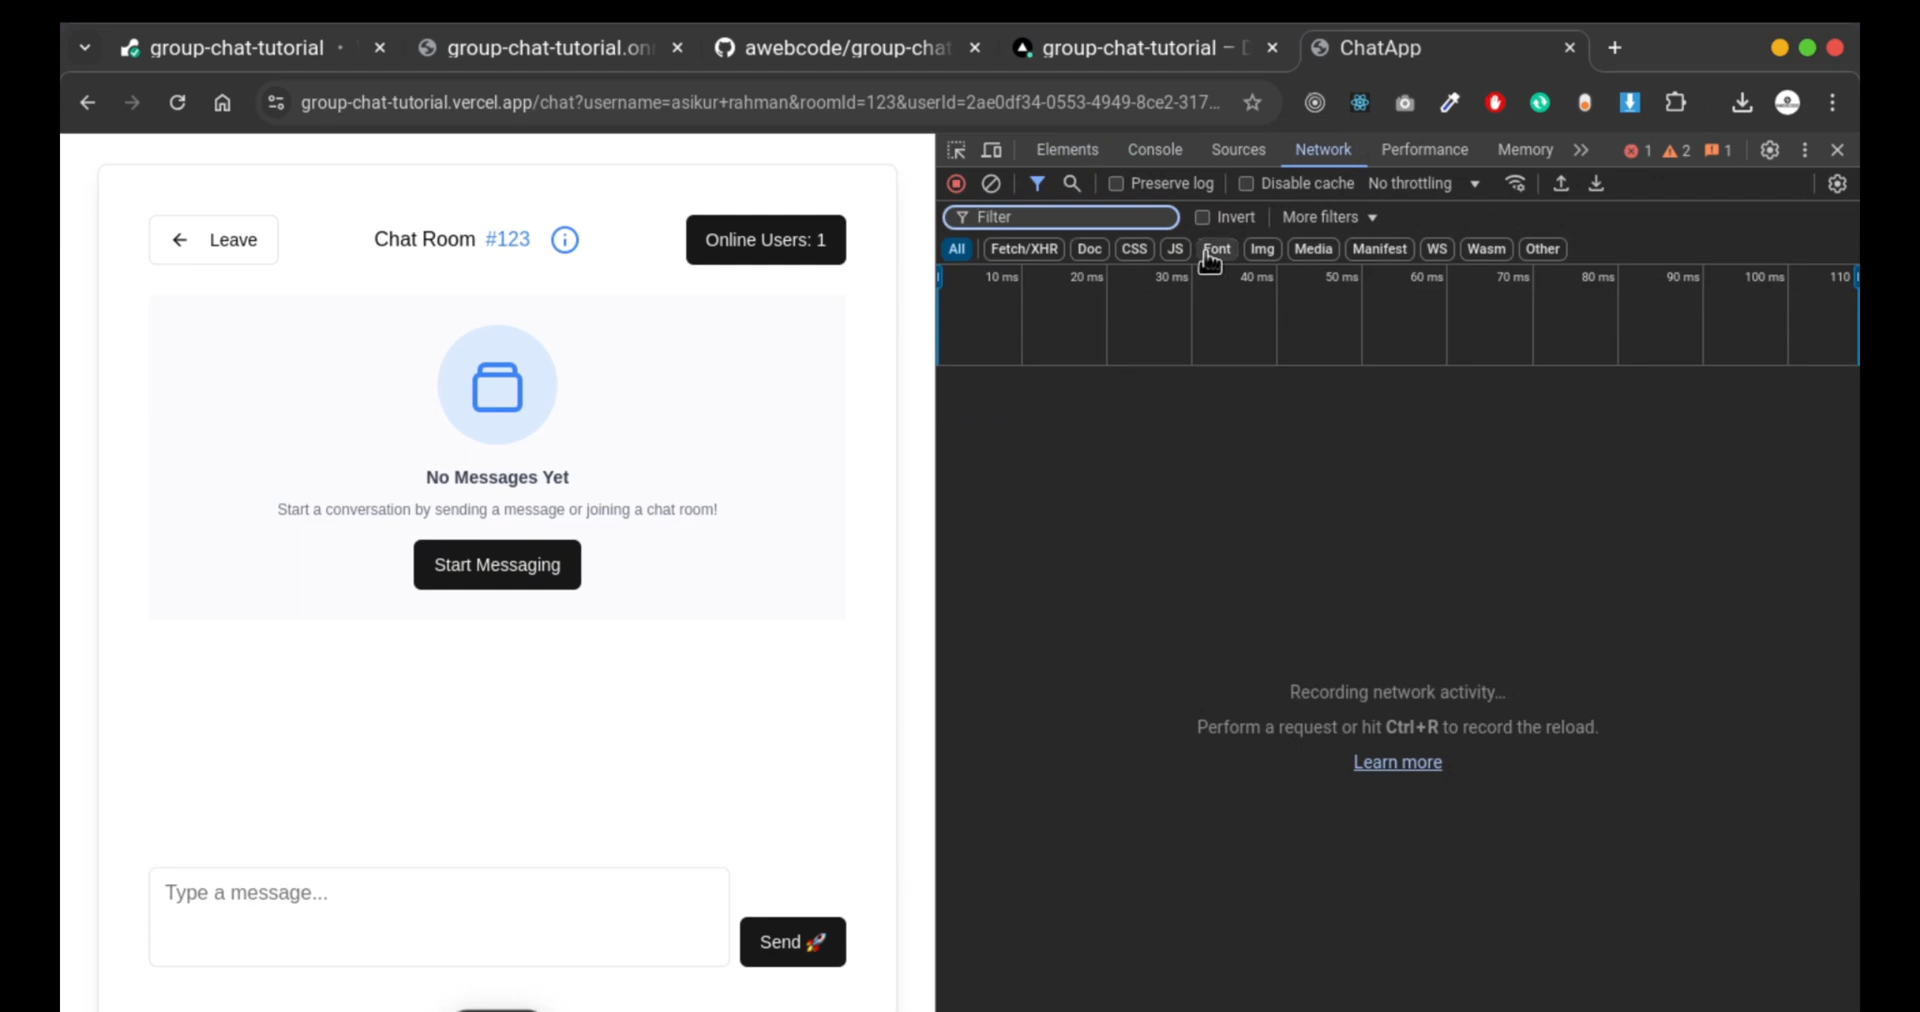 group-chat-tutorial ·
group-chat-tutorial.on
awebcode/group-chat
group-chat-tutorial –
ChatApp
group-chat-tutorial.vercel.app/chat?username=asikur+rahman&roomId=123&userId=2ae0df34-0553-4949-8ce2-317...
Elements Console Sources Network Performance Memory 1 2 1
Preserve log Disable cache No throttling
Filter Invert More filters
All Fetch/XHR Doc CSS JS Font Img Media Manifest WS Wasm Other
10 ms 20 ms 30 ms 40 ms 50 ms 60 ms 70 ms 80 ms 90 ms 100 ms 110
Recording network activity…
Perform a request or hit Ctrl+R to record the reload.
Learn more
Leave Chat Room #123 Online Users: 1
No Messages Yet
Start a conversation by sending a message or joining a chat room!
Start Messaging
Type a message...
Send 🚀